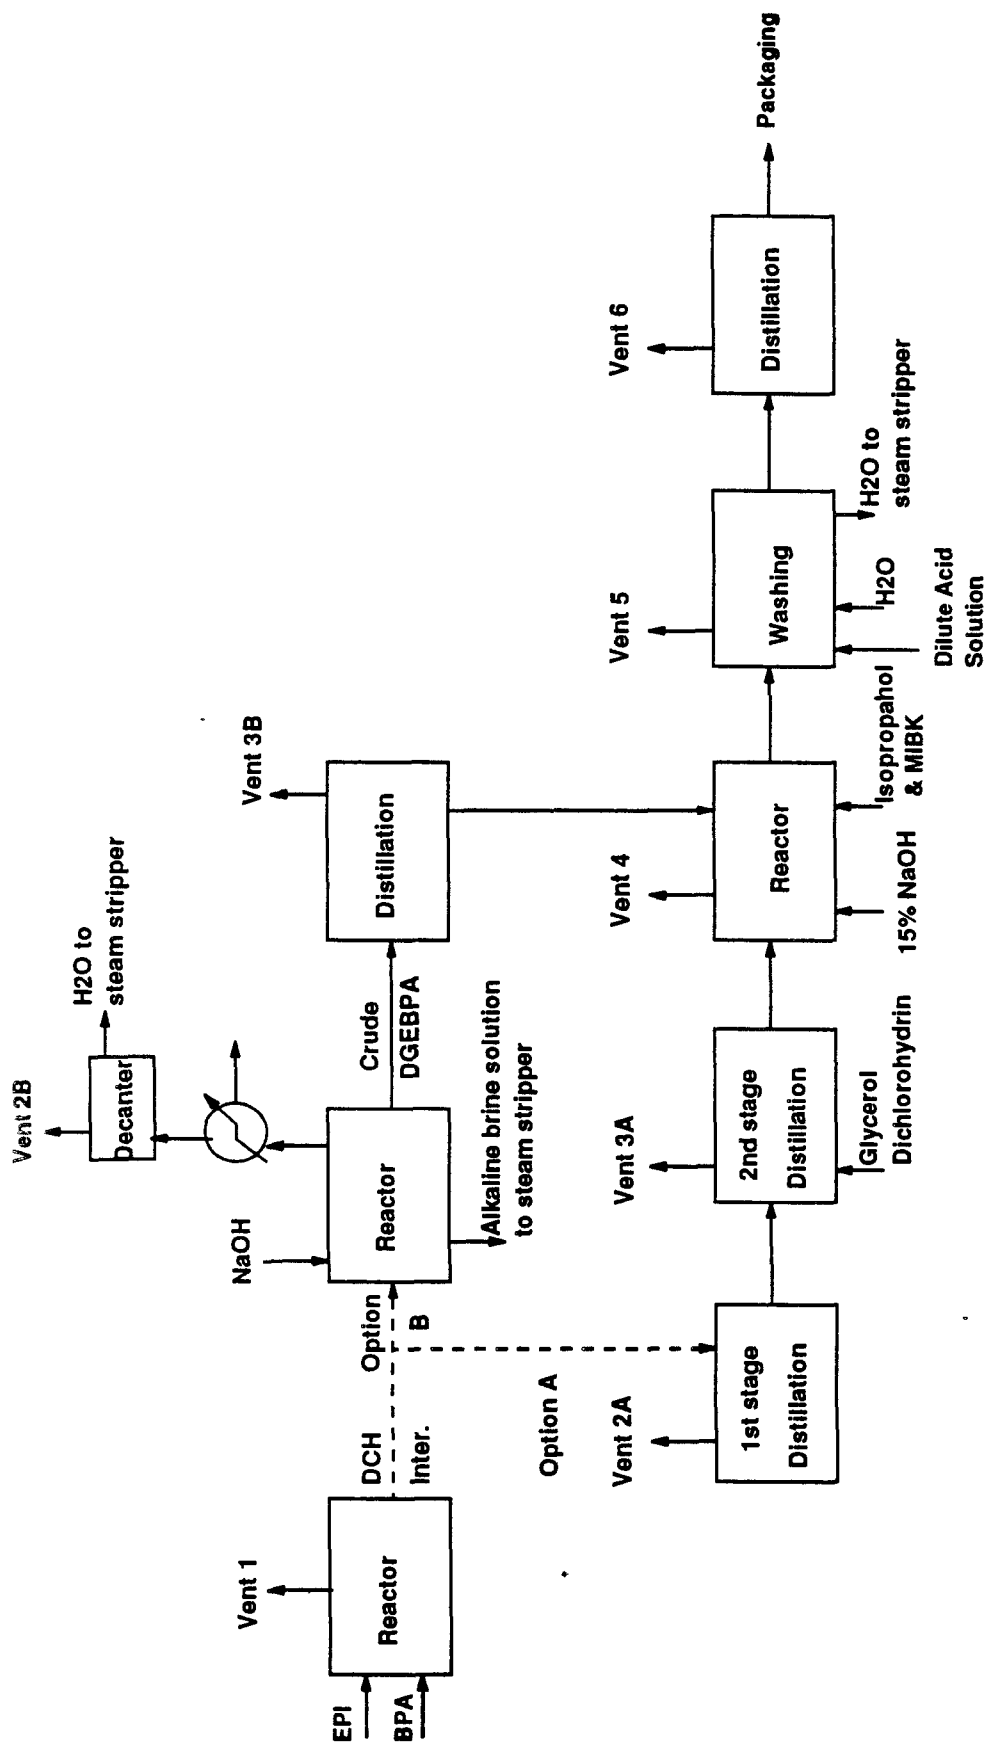 EPI
BPA
Vent 1
Reactor
DCH
Inter.
Option
B
Option A
NaOH
Reactor
Alkaline brine solution
to steam stripper
Vent 2B
Decanter
H2O to
steam stripper
Crude
DGEBPA
Vent 3B
Distillation
Vent 2A
1st stage
Distillation
Vent 3A
2nd stage
Distillation
Glycerol
Dichlorohydrin
Vent 4
Reactor
15% NaOH
Isopropahol
& MIBK
Vent 5
Washing
Dilute Acid
Solution
H2O
H2O to
steam stripper
Vent 6
Distillation
Packaging